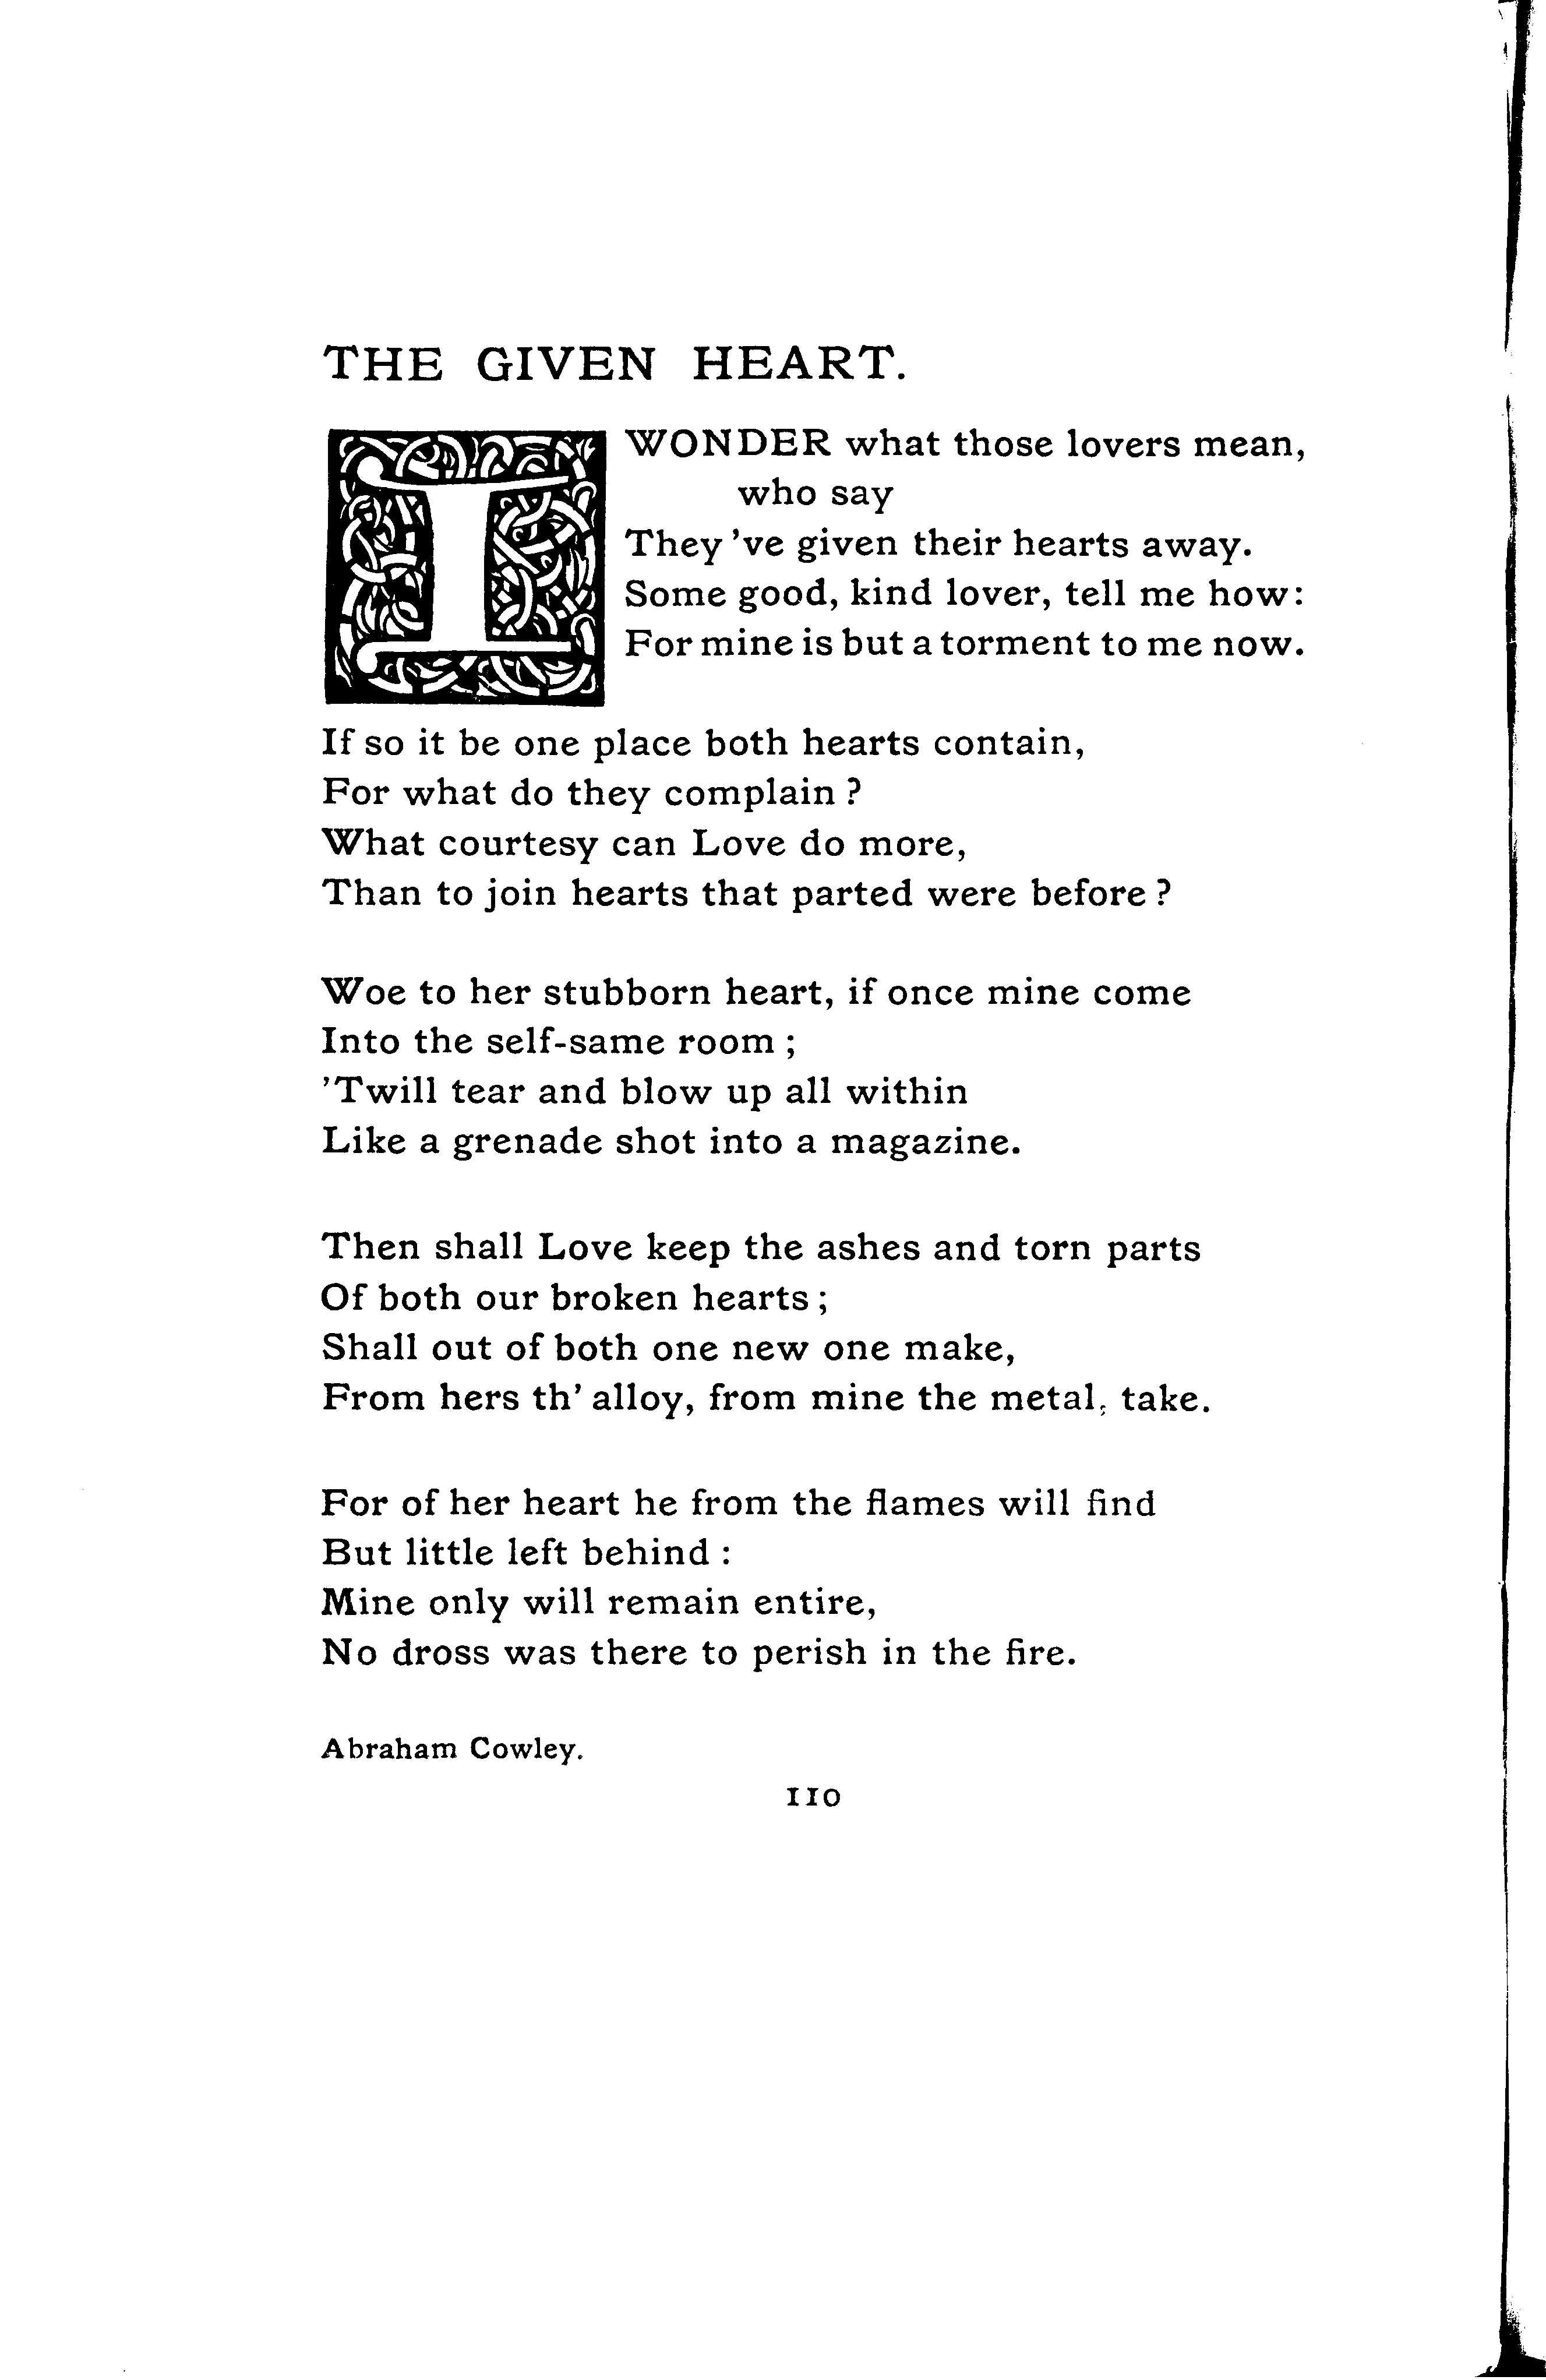 THE GIVEN HEART.
I WONDER what those lovers mean,
who say
They 've given their hearts away.
Some good, kind lover, tell me how:
For mine is but a torment to me now.
If so it be one place both hearts contain,
For what do they complain ?
What courtesy can Love do more,
Than to join hearts that parted were before ?
Woe to her stubborn heart, if once mine come
Into the self-same room ;
'Twill tear and blow up all within
Like a grenade shot into a magazine.
Then shall Love keep the ashes and torn parts
Of both our broken hearts ;
Shall out of both one new one make,
From hers th' alloy, from mine the metal, take.
For of her heart he from the flames will find
But little left behind :
Mine only will remain entire,
No dross was there to perish in the fire.
Abraham Cowley.
110